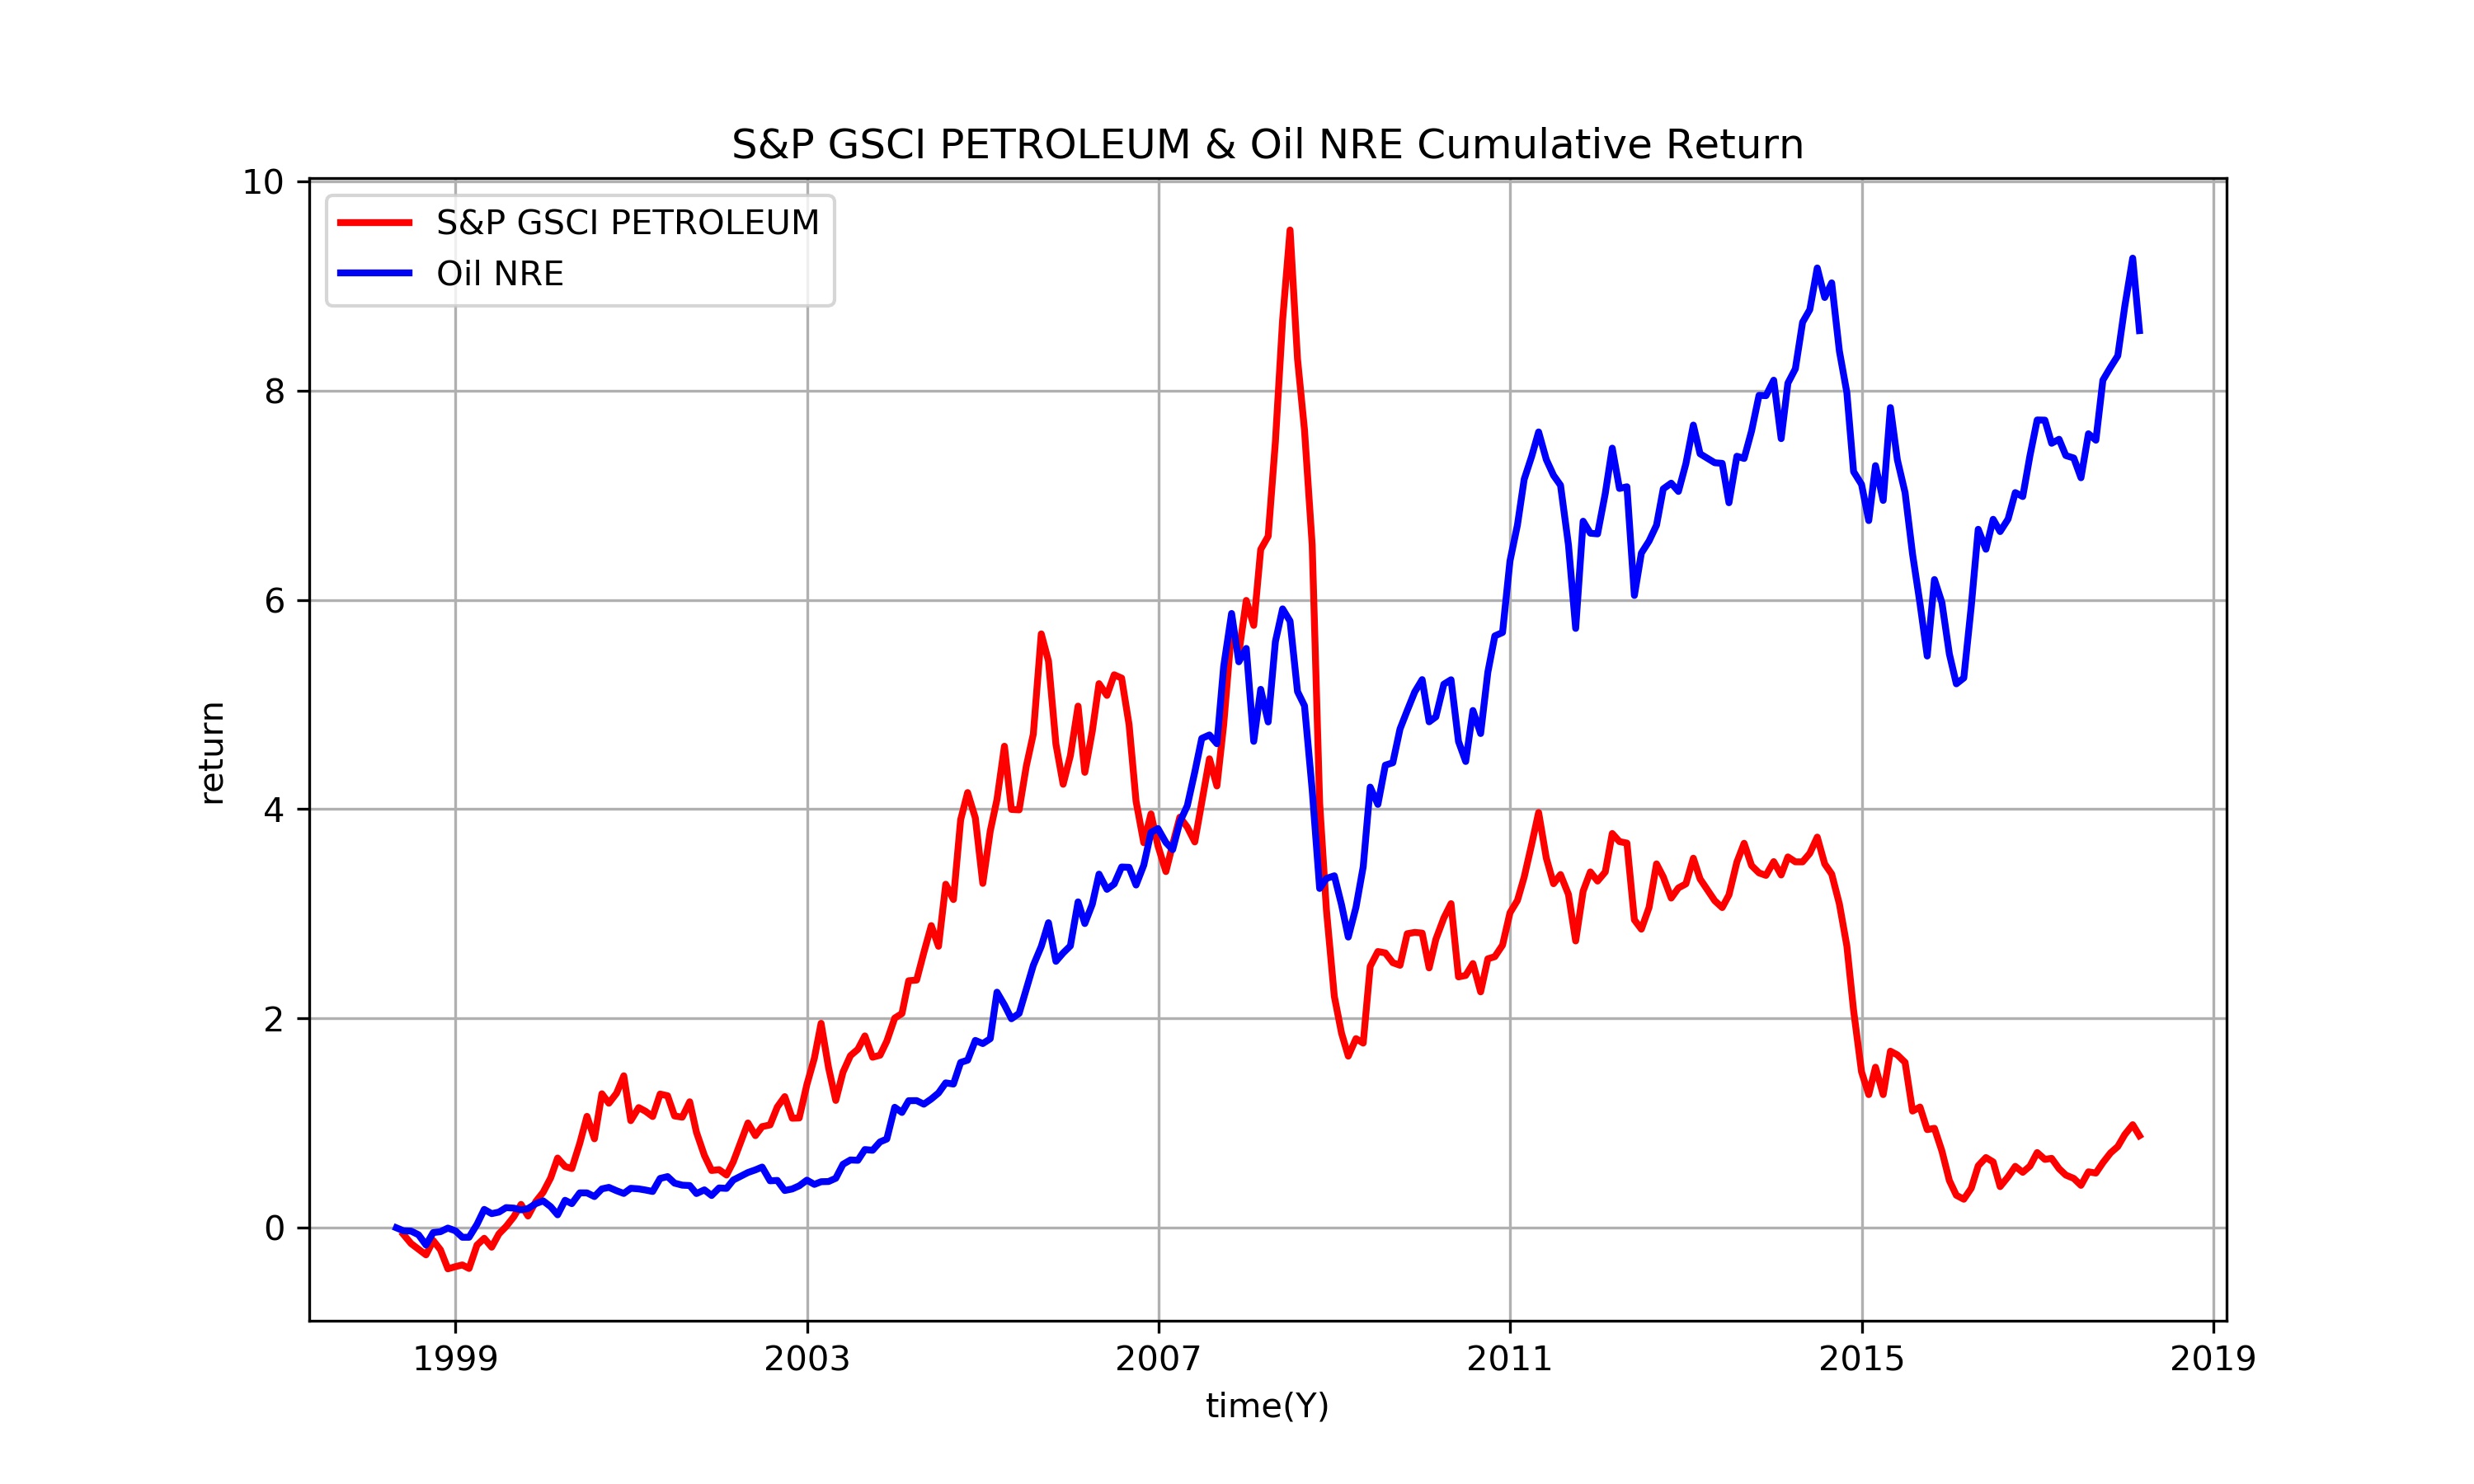 S&P GSCI PETROLEUM & Oil NRE Cumulative Return
10
8
6
4
2
0
return
S&P GSCI PETROLEUM
Oil NRE
1999 2003 2007 2011 2015 2019
time(Y)